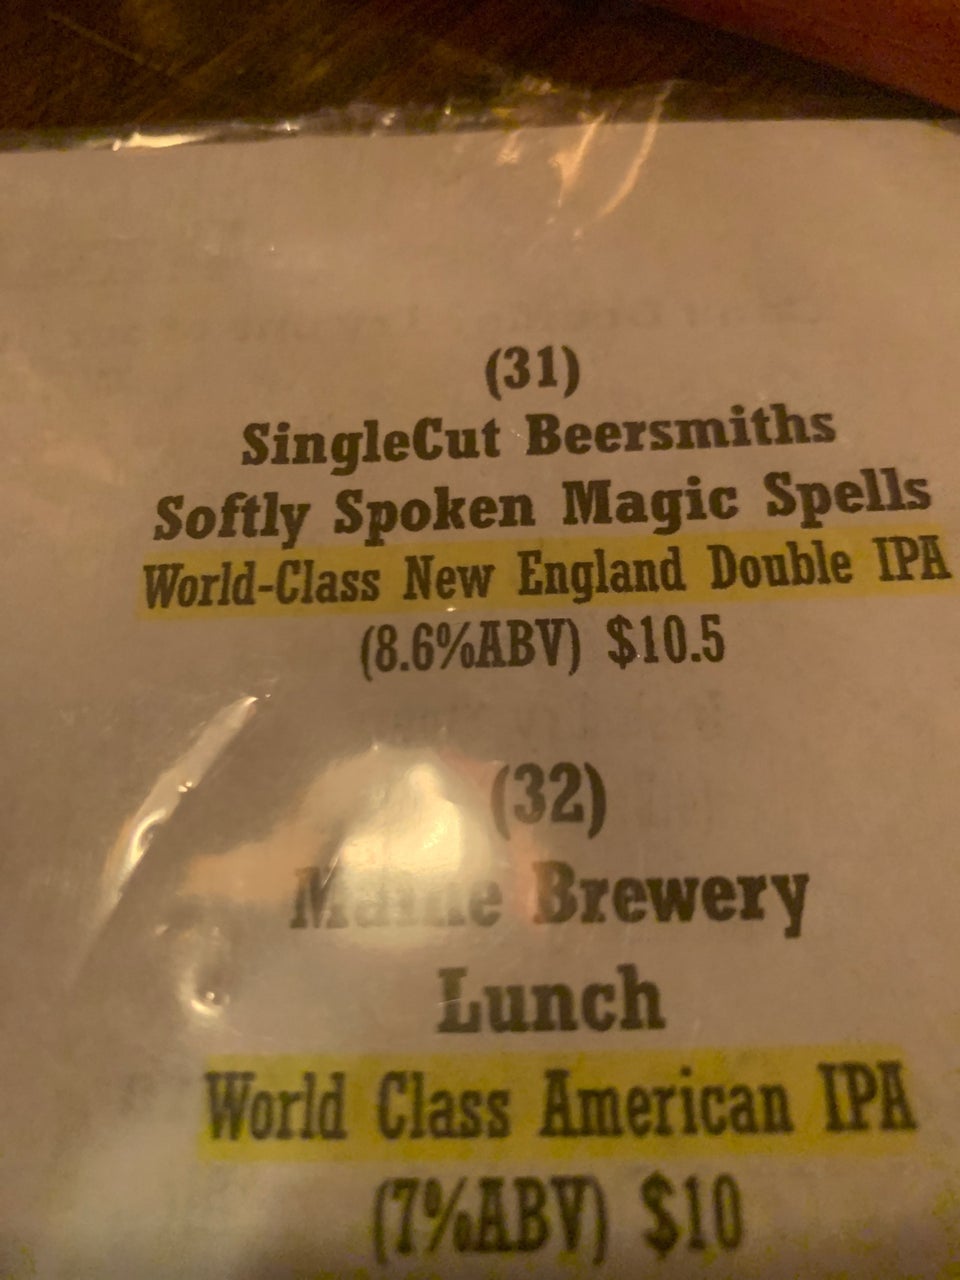 (31)
SingleCut Beersmiths
Softly Spoken Magic Spells
World-Class New England Double IPA
(8.6%ABV) $10.5
(32)
Maine Brewery
Lunch
World Class American IPA
(7%ABV) $10